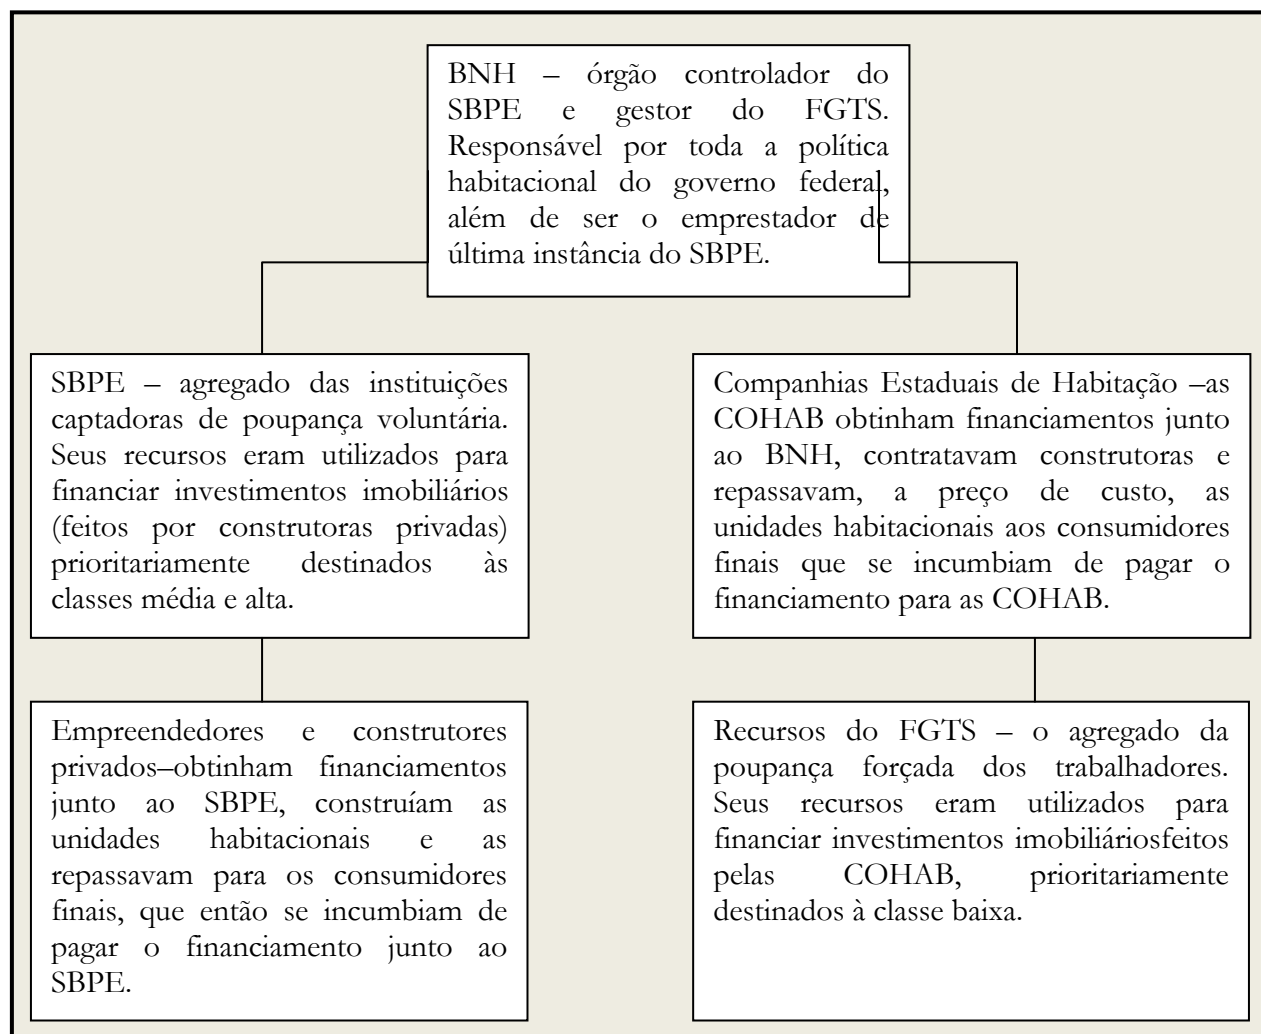 BNH – órgão controlador do
SBPE e gestor do FGTS.
Responsável por toda a política
habitacional do governo federal,
além de ser o emprestador de
última instância do SBPE.
SBPE – agregado das instituições
captadoras de poupança voluntária.
Seus recursos eram utilizados para
financiar investimentos imobiliários
(feitos por construtoras privadas)
prioritariamente destinados às
classes média e alta.
Companhias Estaduais de Habitação –as
COHAB obtinham financiamentos junto
ao BNH, contratavam construtoras e
repassavam, a preço de custo, as
unidades habitacionais aos consumidores
finais que se incumbiam de pagar o
financiamento para as COHAB.
Empreendedores e construtores
privados–obtinham financiamentos
junto ao SBPE, construíam as
unidades habitacionais e as
repassavam para os consumidores
finais, que então se incumbiam de
pagar o financiamento junto ao
SBPE.
Recursos do FGTS – o agregado da
poupança forçada dos trabalhadores.
Seus recursos eram utilizados para
financiar investimentos imobiliáriosfeitos
pelas COHAB, prioritariamente
destinados à classe baixa.